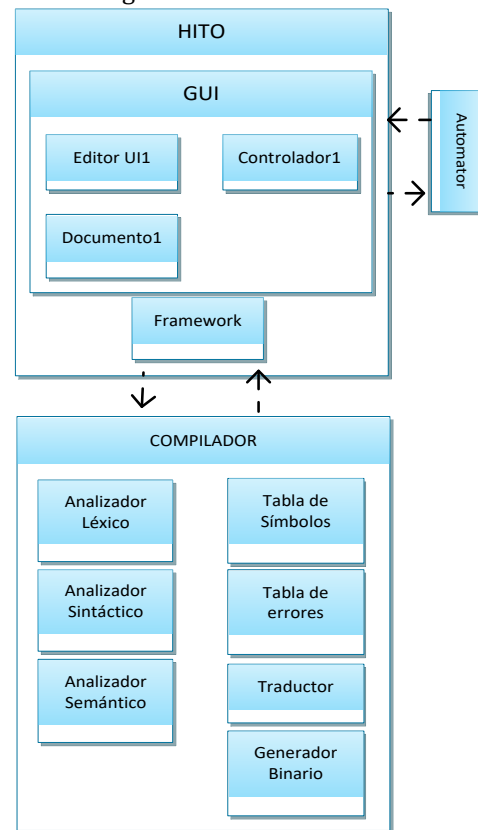 HITO
GUI
Editor UI1
Controlador1
Documento1
Automator
Framework
COMPILADOR
Analizador
Léxico
Tabla de
Símbolos
Analizador
Sintáctico
Tabla de
errores
Analizador
Semántico
Traductor
Generador
Binario